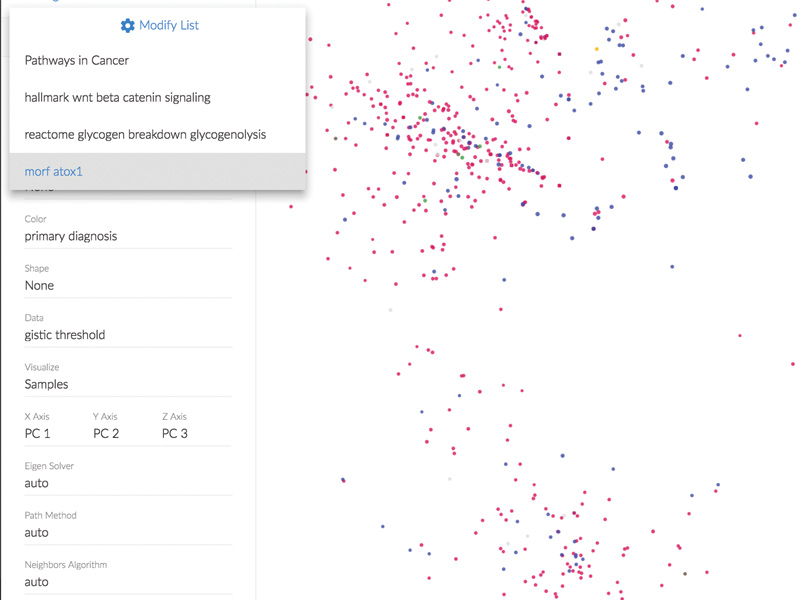 Modify List
Pathways in Cancer
hallmark wnt beta catenin signaling
reactome glycogen breakdown glycogenolysis
morf atox1
None
Color
primary diagnosis
Shape
None
Data
gistic threshold
Visualize
Samples
X Axis Y Axis Z Axis
PC 1 PC 2 PC 3
Eigen Solver
auto
Path Method
auto
Neighbors Algorithm
auto